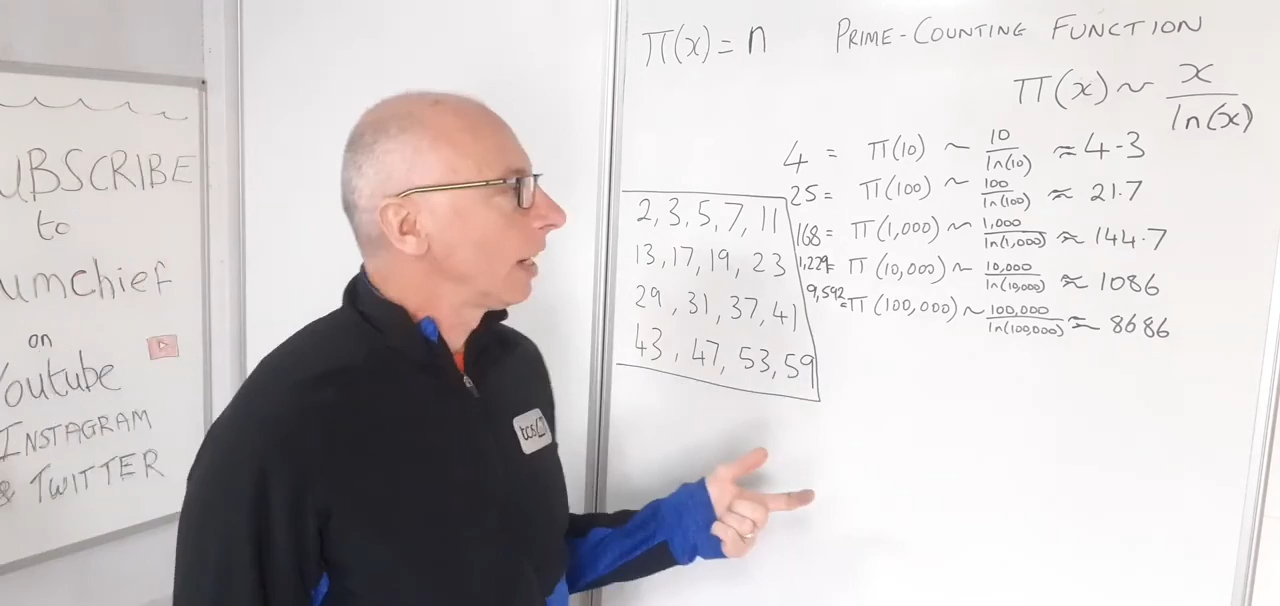 UBSCRIBE
to
umchief
on
Youtube
INSTAGRAM
& TWITTER
π(x) = n
PRIME-COUNTING FUNCTION
π(x) ~ x/ln(x)
4 = π(10) ~ 10/ln(10) ≈ 4.3
25 = π(100) ~ 100/ln(100) ≈ 21.7
168 = π(1,000) ~ 1,000/ln(1,000) ≈ 144.7
1,229 = π(10,000) ~ 10,000/ln(10,000) ≈ 1086
9,592 = π(100,000) ~ 100,000/ln(100,000) ≈ 8686
2, 3, 5, 7, 11
13, 17, 19, 23
29, 31, 37, 41
43, 47, 53, 59